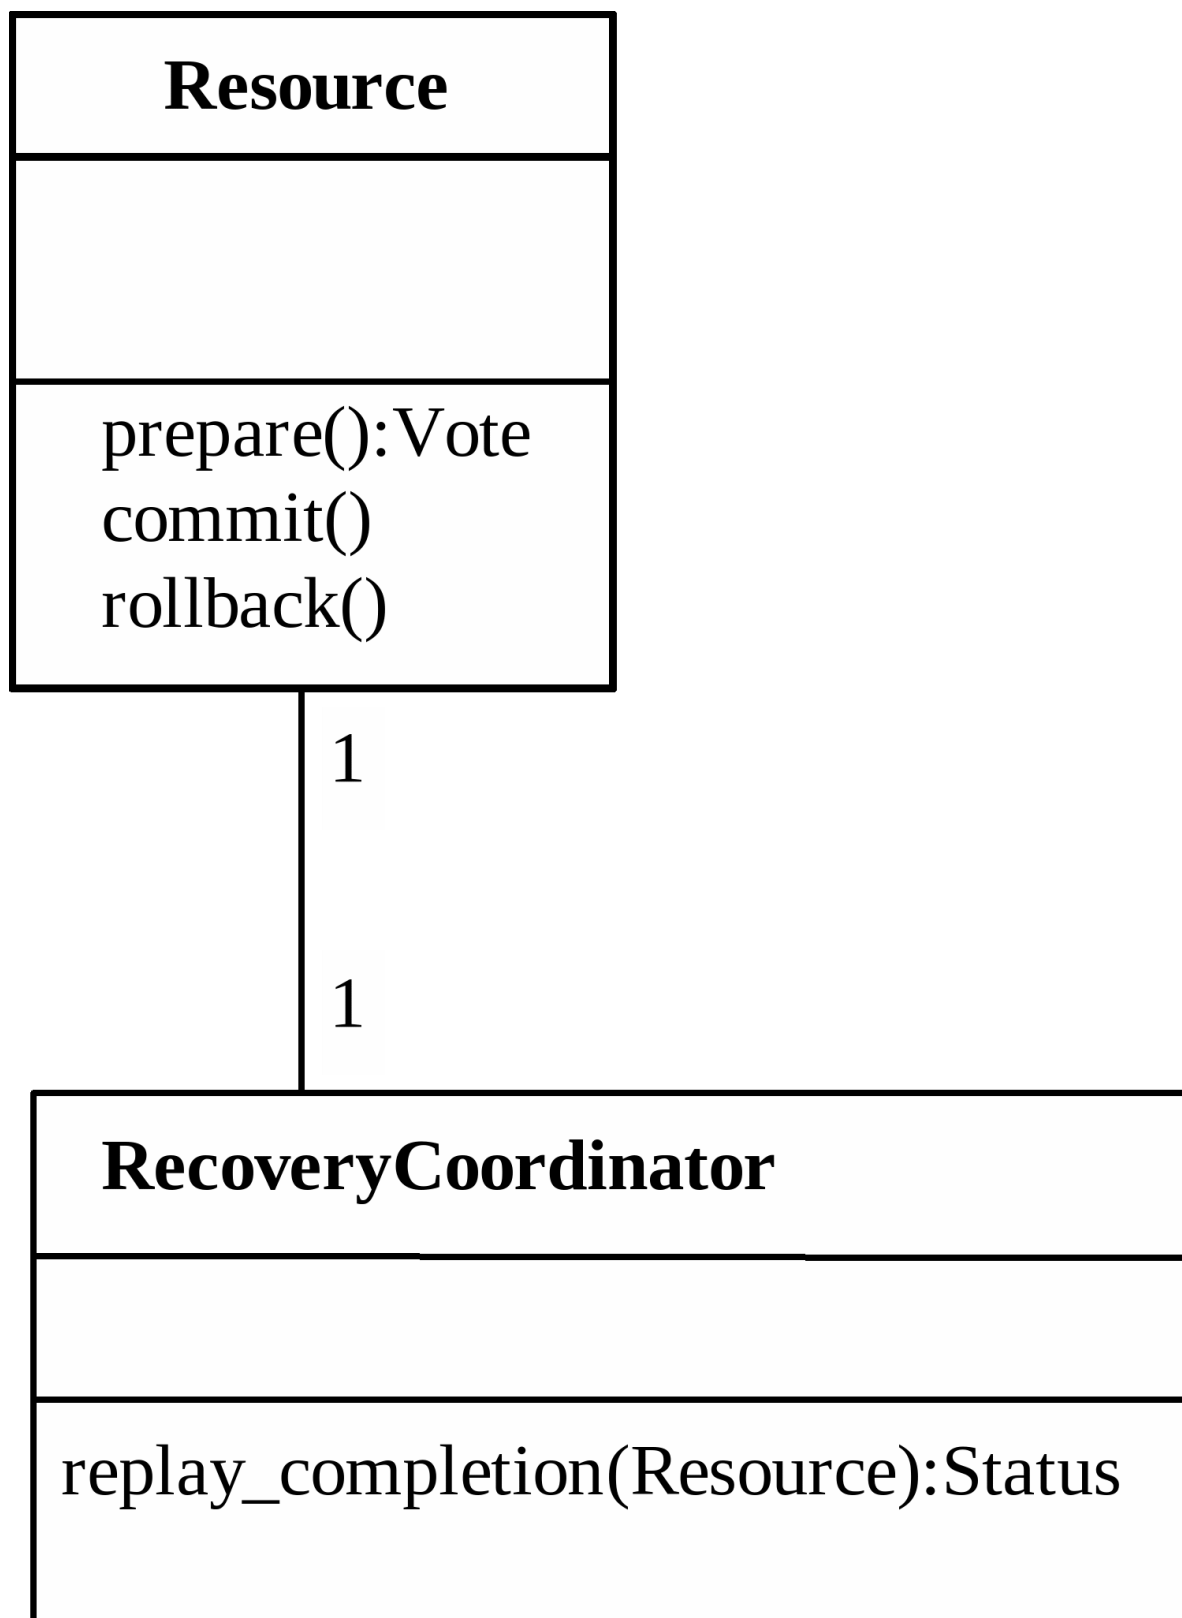 Resource
prepare():Vote
commit()
rollback()
1
1
RecoveryCoordinator
replay_completion(Resource):Status